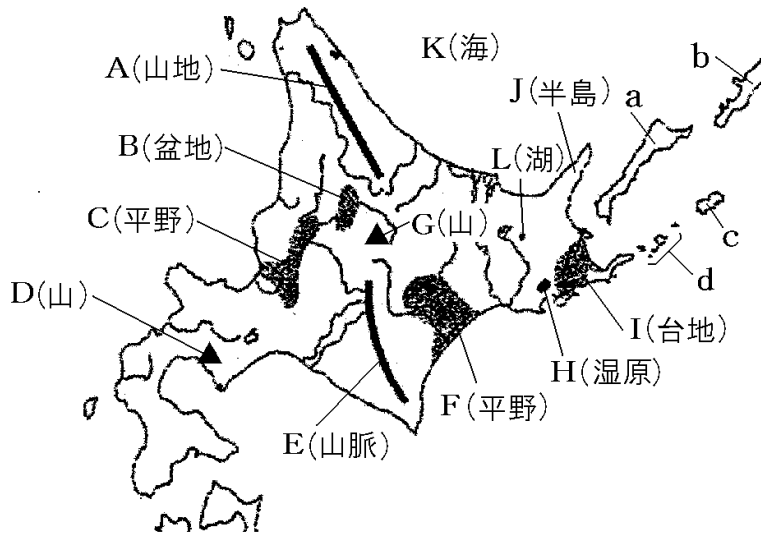 K(海)
b
A(山地)
J(半島)
a
B(盆地)
L(湖)
C(平野)
G(山)
c
d
D(山)
I(台地)
H(湿原)
F(平野)
E(山脈)